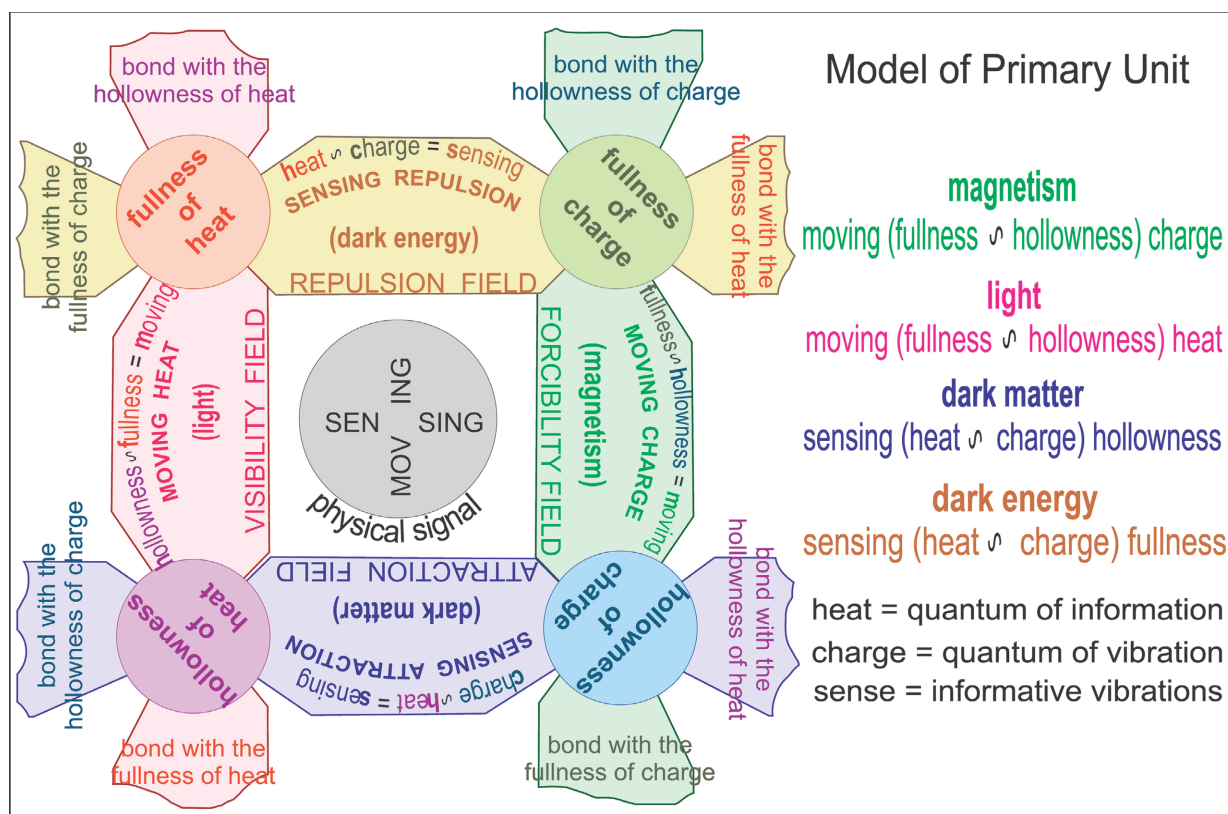 Model of Primary Unit
bond with the
hollowness of heat
bond with the
hollowness of charge
bond with the
fullness of charge
fullness
of
heat
heat ∽ charge = sensing
SENSING REPULSION
(dark energy)
REPULSION FIELD
fullness
of
charge
bond with the
fullness of heat
hollowness ∽ fullness = moving
MOVING HEAT
(light)
VISIBILITY FIELD
SENSING
MOVING
physical signal
FORCIBILITY FIELD
(magnetism)
MOVING CHARGE
fullness ∽ hollowness = moving
bond with the
hollowness of charge
hollowness
of
heat
ATTRACTION FIELD
(dark matter)
SENSING ATTRACTION
charge ∽ heat = sensing
hollowness
of
charge
bond with the
hollowness of heat
bond with the
fullness of heat
bond with the
fullness of charge
magnetism
moving (fullness ∽ hollowness) charge
light
moving (fullness ∽ hollowness) heat
dark matter
sensing (heat ∽ charge) hollowness
dark energy
sensing (heat ∽ charge) fullness
heat = quantum of information
charge = quantum of vibration
sense = informative vibrations